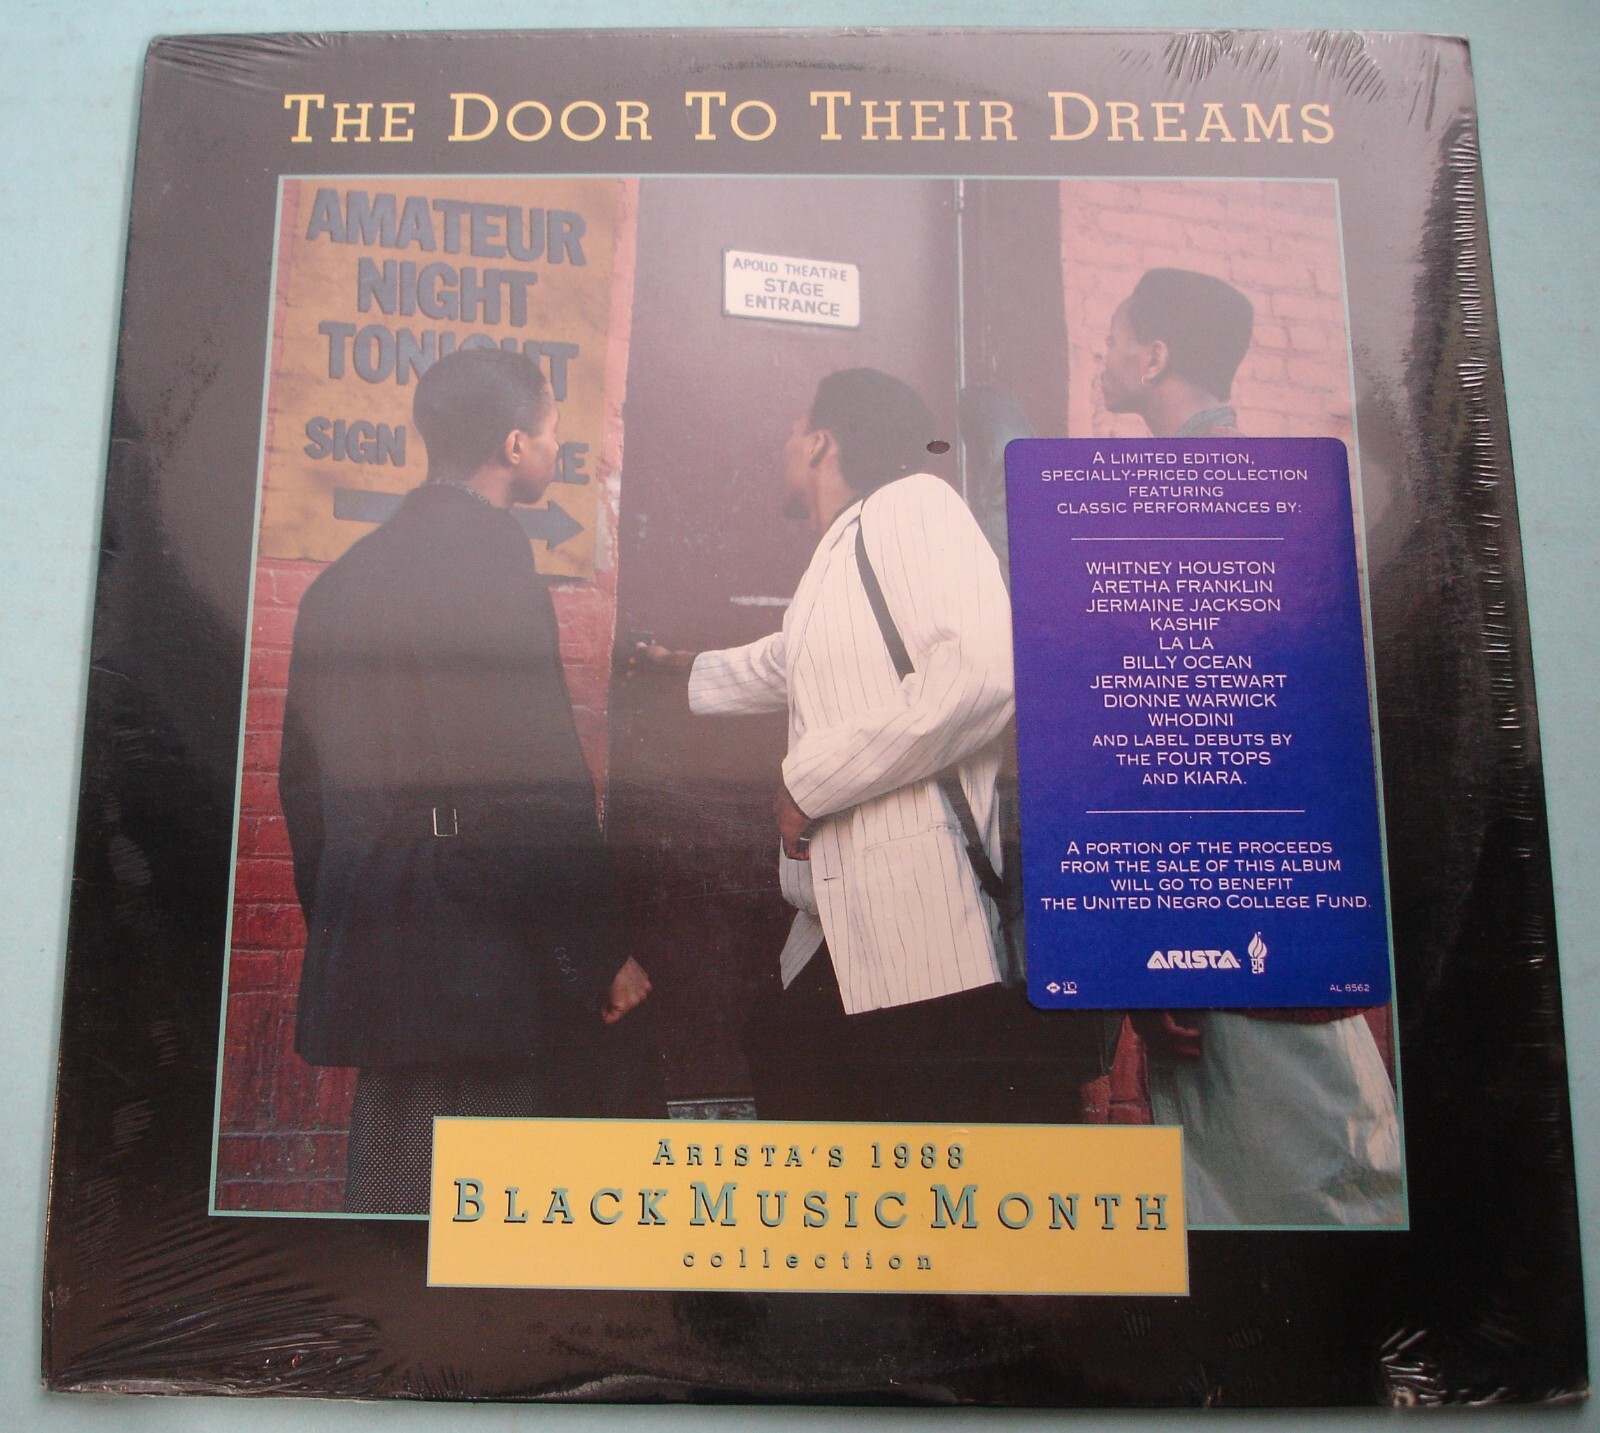 THE DOOR TO THEIR DREAMS
AMATEUR
NIGHT
APOLLO THEATRE
STAGE
ENTRANCE
SIGN
A LIMITED EDITION,
SPECIALLY-PRICED COLLECTION
FEATURING
CLASSIC PERFORMANCES BY:
WHITNEY HOUSTON
ARETHA FRANKLIN
JERMAINE JACKSON
KASHIF
LA LA
BILLY OCEAN
JERMAINE STEWART
DIONNE WARWICK
WHODINI
AND LABEL DEBUTS BY
THE FOUR TOPS
AND KIARA.
A PORTION OF THE PROCEEDS
FROM THE SALE OF THIS ALBUM
WILL GO TO BENEFIT
THE UNITED NEGRO COLLEGE FUND.
ARISTA
AL 8562
ARISTA'S 1988
BLACK MUSIC MONTH
collection